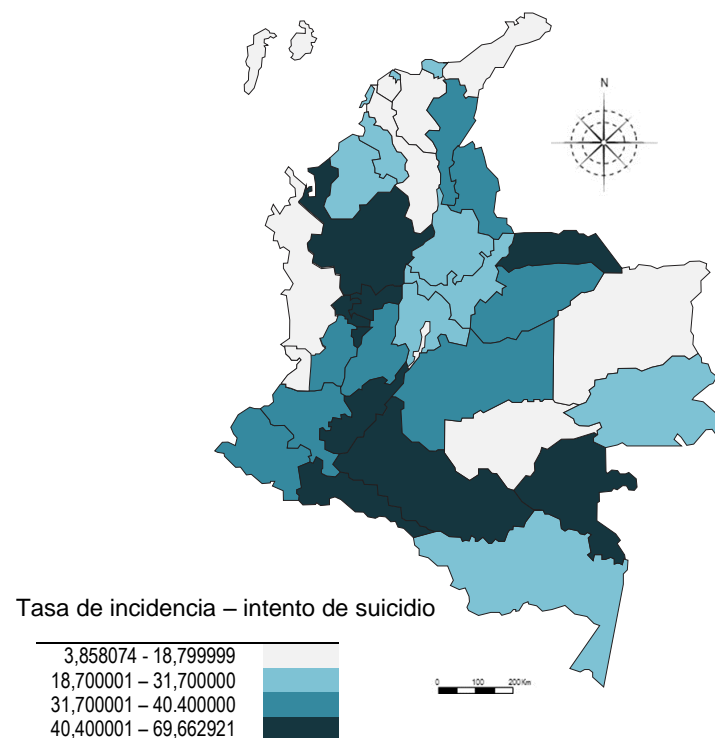 N
Tasa de incidencia – intento de suicidio
3,858074 - 18,799999
18,700001 – 31,700000
31,700001 – 40.400000
40,400001 – 69,662921
0 100 200 Km